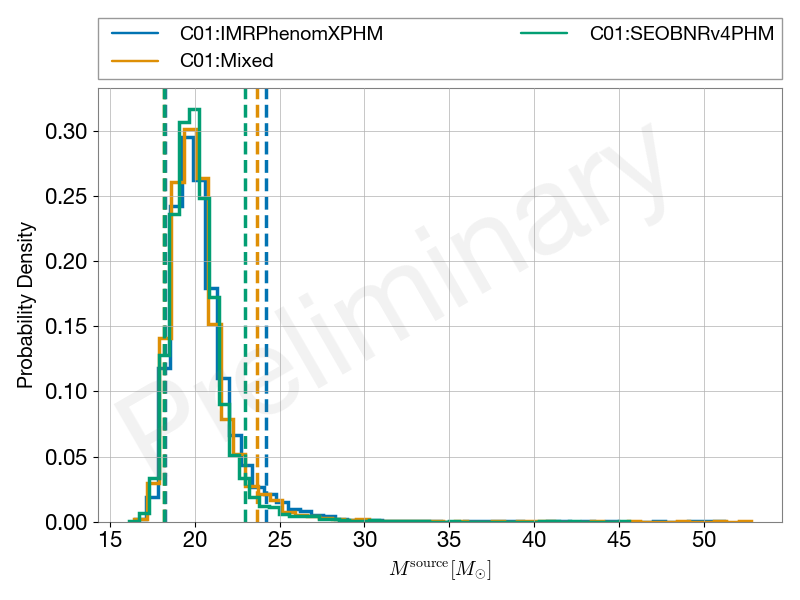 C01:IMRPhenomXPHM
C01:Mixed
C01:SEOBNRv4PHM
Preliminary
Probability Density
0.30
0.25
0.20
0.15
0.10
0.05
0.00
15 20 25 30 35 40 45 50
M^source [M_⊙]